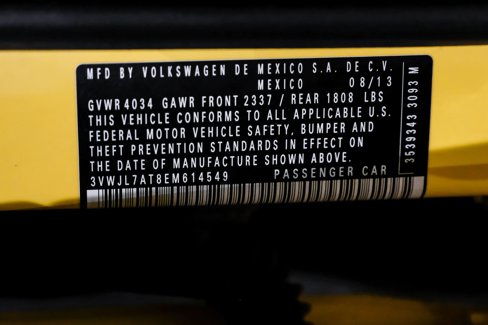 MFD BY VOLKSWAGEN DE MEXICO S.A. DE C.V.
MEXICO 08/13
GVWR 4034 GAWR FRONT 2337 / REAR 1808 LBS
THIS VEHICLE CONFORMS TO ALL APPLICABLE U.S.
FEDERAL MOTOR VEHICLE SAFETY, BUMPER AND
THEFT PREVENTION STANDARDS IN EFFECT ON
THE DATE OF MANUFACTURE SHOWN ABOVE.
3VWJL7AT8EM614549 PASSENGER CAR
3539343 3093 M